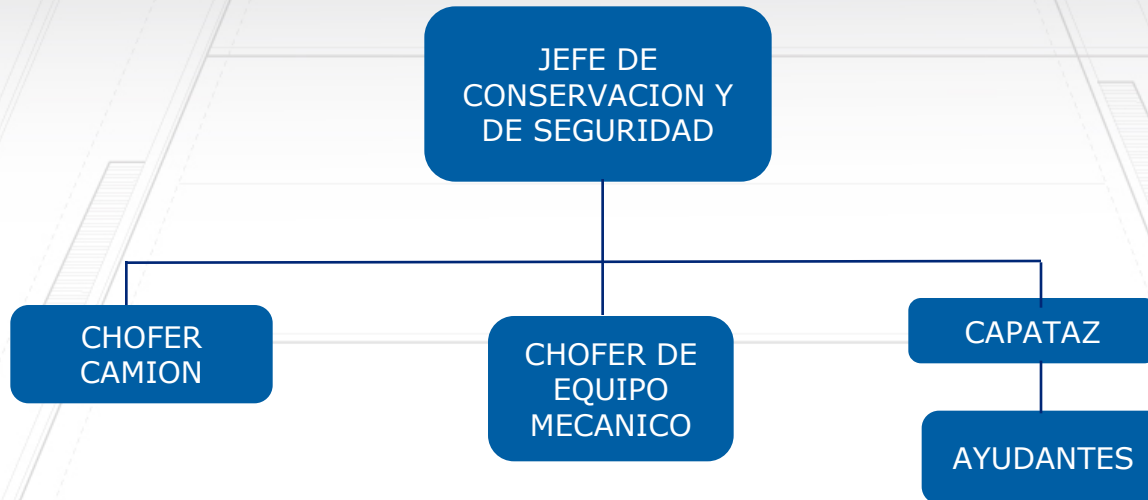 JEFE DE
CONSERVACION Y
DE SEGURIDAD
CHOFER
CAMION
CHOFER DE
EQUIPO
MECANICO
CAPATAZ
AYUDANTES